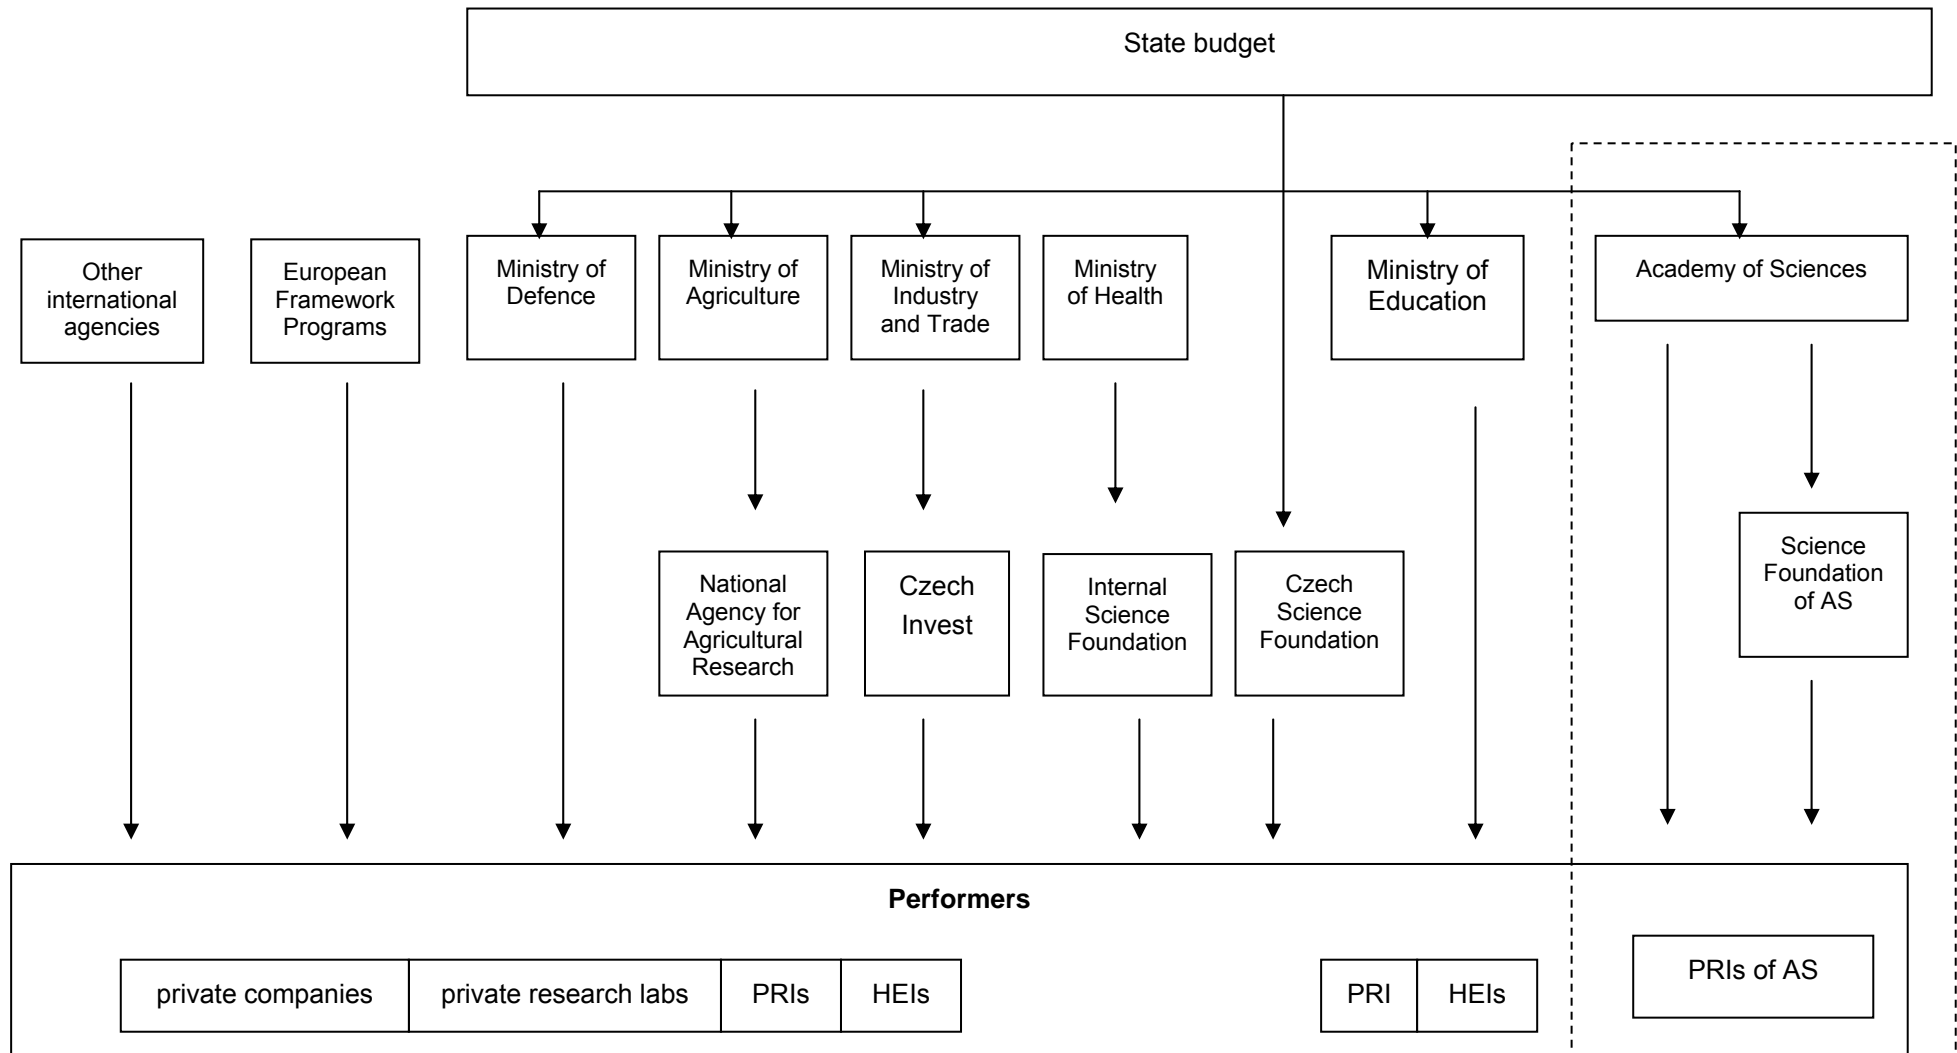 State budget
Other
international
agencies
European
Framework
Programs
Ministry of
Defence
Ministry of
Agriculture
Ministry of
Industry
and Trade
Ministry
of Health
Ministry of
Education
Academy of Sciences
National
Agency for
Agricultural
Research
Czech
Invest
Internal
Science
Foundation
Czech
Science
Foundation
Science
Foundation
of AS
Performers
private companies
private research labs
PRIs
HEIs
PRI
HEIs
PRIs of AS